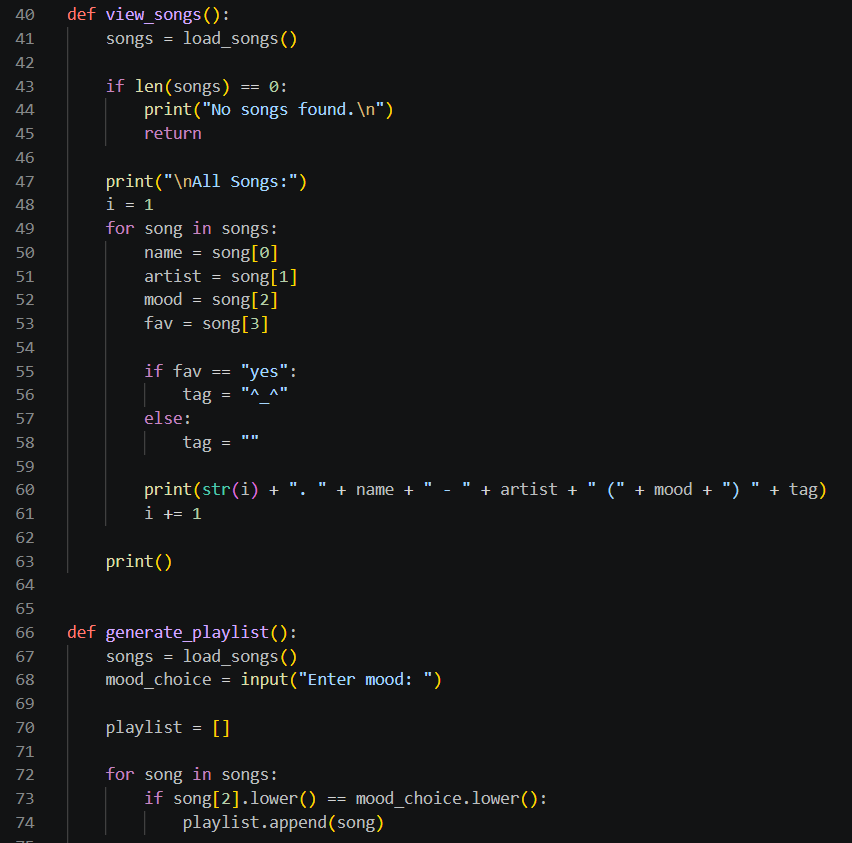 40 def view_songs():
41     songs = load_songs()
42
43     if len(songs) == 0:
44         print("No songs found.\n")
45         return
46
47     print("\nAll Songs:")
48     i = 1
49     for song in songs:
50         name = song[0]
51         artist = song[1]
52         mood = song[2]
53         fav = song[3]
54
55         if fav == "yes":
56             tag = "^_^"
57         else:
58             tag = ""
59
60         print(str(i) + ". " + name + " - " + artist + " (" + mood + ") " + tag)
61         i += 1
62
63     print()
64
65
66 def generate_playlist():
67     songs = load_songs()
68     mood_choice = input("Enter mood: ")
69
70     playlist = []
71
72     for song in songs:
73         if song[2].lower() == mood_choice.lower():
74             playlist.append(song)